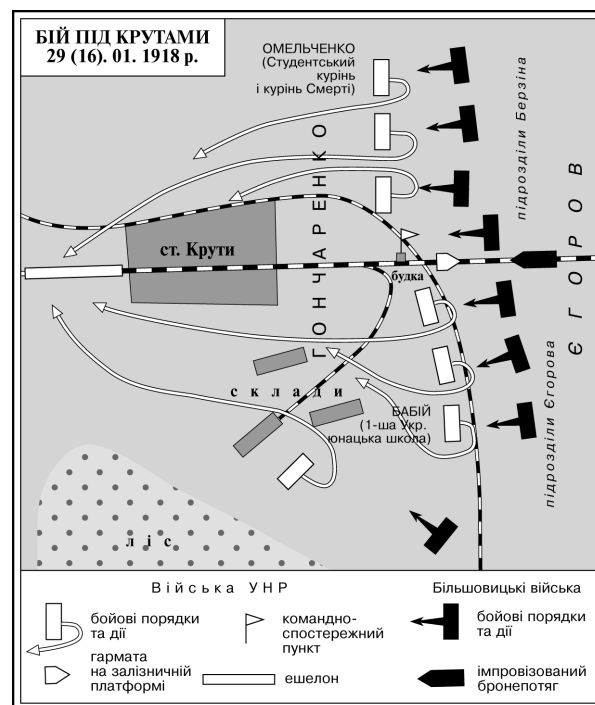 БІЙ ПІД КРУТАМИ
29 (16). 01. 1918 р.
ОМЕЛЬЧЕНКО
(Студентський
курінь
і курінь Смерті)
ГОНЧАРЕНКО
підрозділи Берзіна
ЄГОРОВ
ст. Крути
будка
склади
БАБІЙ
(1-ша Укр.
юнацька школа)
підрозділи Єгорова
ліс
Війська УНР
бойові порядки
та дії
гармата
на залізничній
платформі
командно-
спостережний
пункт
ешелон
Більшовицькі війська
бойові порядки
та дії
імпровізований
бронепотяг